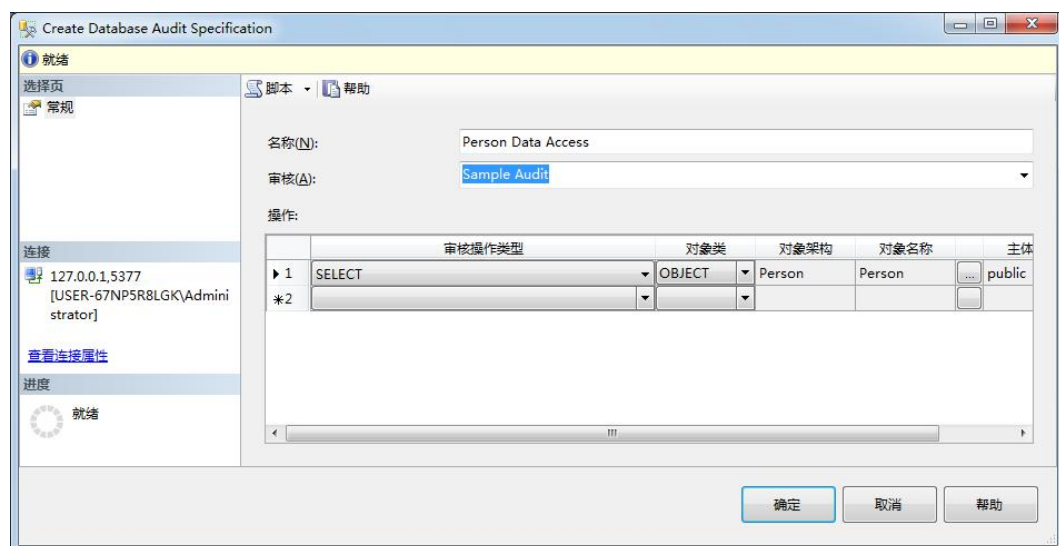 Create Database Audit Specification
就绪
选择页
常规
脚本 帮助
名称(N): Person Data Access
审核(A): Sample Audit
操作:
审核操作类型 对象类 对象架构 对象名称 主体
1 SELECT OBJECT Person Person ... public
*2
连接
127.0.0.1,5377
[USER-67NP5R8LGK\Admini
strator]
查看连接属性
进度
就绪
确定 取消 帮助